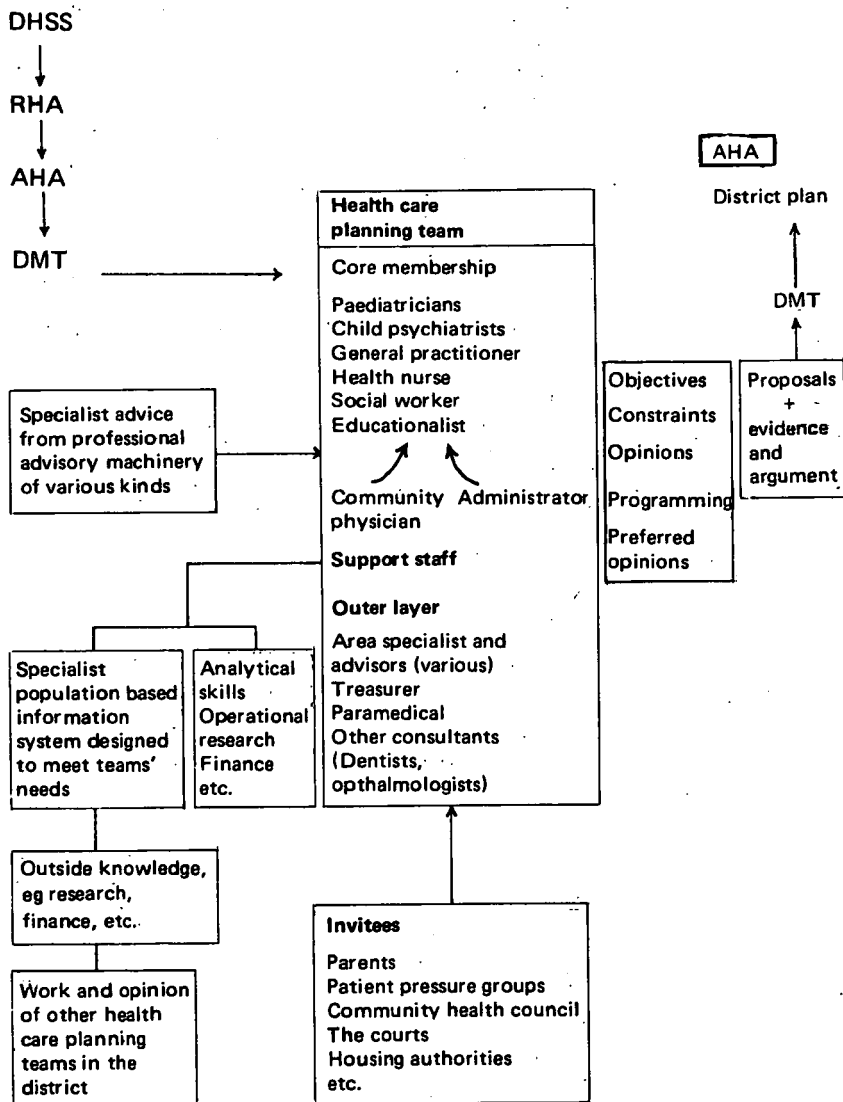 DHSS
RHA
AHA
DMT
AHA
District plan
DMT
Health care
planning team
Core membership
Paediatricians
Child psychiatrists
General practitioner
Health nurse
Social worker
Educationalist
Community
physician
Administrator
Support staff
Outer layer
Area specialist and
advisors (various)
Treasurer
Paramedical
Other consultants
(Dentists,
opthalmologists)
Objectives
Constraints
Opinions
Programming
Preferred
opinions
Proposals
+
evidence
and
argument
Specialist advice
from professional
advisory machinery
of various kinds
Specialist
population based
information
system designed
to meet teams'
needs
Analytical
skills
Operational
research
Finance
etc.
Outside knowledge,
eg research,
finance, etc.
Work and opinion
of other health
care planning
teams in the
district
Invitees
Parents
Patient pressure groups
Community health council
The courts
Housing authorities
etc.